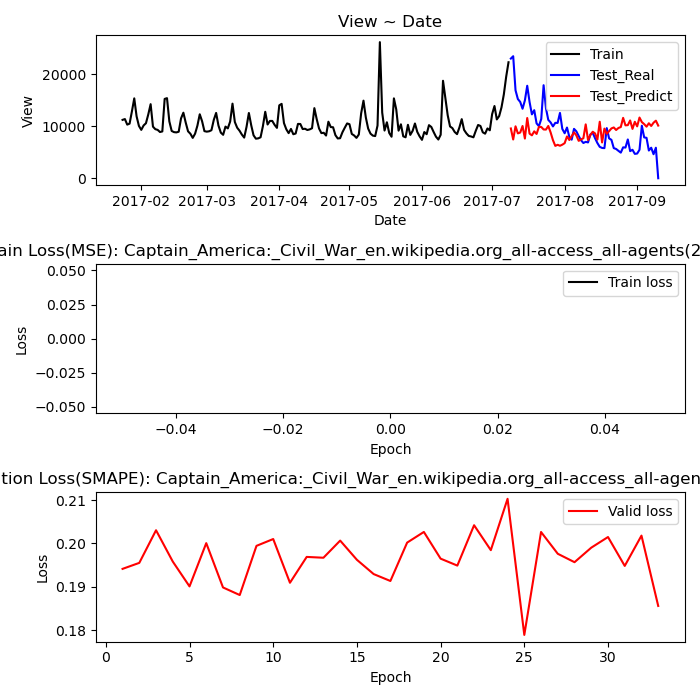 View ~ Date
20000
10000
0
View
Train
Test_Real
Test_Predict
2017-02 2017-03 2017-04 2017-05 2017-06 2017-07 2017-08 2017-09
Date
ain Loss(MSE): Captain_America:_Civil_War_en.wikipedia.org_all-access_all-agents(2
0.050
0.025
0.000
−0.025
−0.050
Loss
Train loss
−0.04 −0.02 0.00 0.02 0.04
Epoch
tion Loss(SMAPE): Captain_America:_Civil_War_en.wikipedia.org_all-access_all-agen
0.21
0.20
0.19
0.18
Loss
Valid loss
0 5 10 15 20 25 30
Epoch